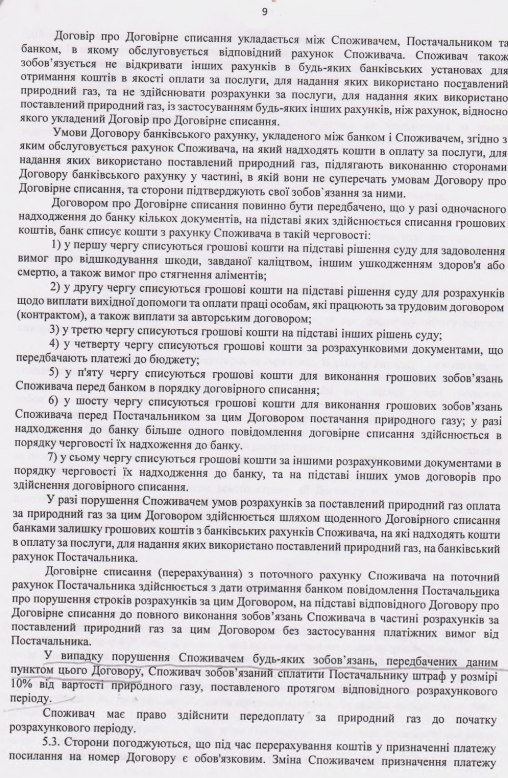 9
Договір про Договірне списання укладається між Споживачем, Постачальником та
банком, в якому обслуговується відповідний рахунок Споживача. Споживач також
зобов'язується не відкривати інших рахунків в будь-яких банківських установах для
отримання коштів в якості оплати за послуги, для надання яких використано поставлений
природний газ, та не здійснювати розрахунки за послуги, для надання яких використано
поставлений природний газ, із застосуванням будь-яких інших рахунків, ніж рахунок, відносно
якого укладений Договір про Договірне списання.
Умови Договору банківського рахунку, укладеного між банком і Споживачем, згідно з
яким обслуговується рахунок Споживача, на який надходять кошти в оплату за послуги, для
надання яких використано поставлений природний газ, підлягають виконанню сторонами
Договору банківського рахунку у частині, в якій вони не суперечать умовам Договору про
Договірне списання, та сторони підтверджують свої зобов`язання за ними.
Договором про Договірне списання повинно бути передбачено, що у разі одночасного
надходження до банку кількох документів, на підставі яких здійснюється списання грошових
коштів, банк списує кошти з рахунку Споживача в такій черговості:
1) у першу чергу списуються грошові кошти на підставі рішення суду для задоволення
вимог про відшкодування шкоди, завданої каліцтвом, іншим ушкодженням здоров'я або
смертю, а також вимог про стягнення аліментів;
2) у другу чергу списуються грошові кошти на підставі рішення суду для розрахунків
щодо виплати вихідної допомоги та оплати праці особам, які працюють за трудовим договором
(контрактом), а також виплати за авторським договором;
3) у третю чергу списуються грошові кошти на підставі інших рішень суду;
4) у четверту чергу списуються грошові кошти за розрахунковими документами, що
передбачають платежі до бюджету;
5) у п'яту чергу списуються грошові кошти для виконання грошових зобов'язань
Споживача перед банком в порядку договірного списання;
6) у шосту чергу списуються грошові кошти для виконання грошових зобов'язань
Споживача перед Постачальником за цим Договором постачання природного газу; у разі
надходження до банку більше одного повідомлення договірне списання здійснюється в
порядку черговості їх надхоження до банку.
7) у сьому чергу списуються грошові кошти за іншими розрахунковими документами в
порядку черговості їх надходження до банку, та на підставі інших умов договорів про
здійснення договірного списання.
У разі порушення Споживачем умов розрахунків за поставлений природний газ оплата
за природний газ за цим Договором здійснюється шляхом щоденного Договірного списання
банками залишку грошових коштів з банківських рахунків Споживача, на які надходять кошти
в оплату за послуги, для надання яких використано поставлений природний газ, на банківський
рахунок Постачальника.
Договірне списання (перерахування) з поточного рахунку Споживача на поточний
рахунок Постачальника здійснюється з дати отримання банком повідомлення Постачальника
про порушення строків розрахунків за цим Договором, на підставі відповідного Договору про
Договірне списання до повного виконання зобов'язань Споживача в частині розрахунків за
поставлений природний газ за цим Договором без застосування платіжних вимог від
Постачальника.
У випадку порушення Споживачем будь-яких зобов'язань, передбачених даним
пунктом цього Договору, Споживач зобов'язаний сплатити Постачальнику штраф у розмірі
10% від вартості природного газу, поставленого протягом відповідного розрахункового
періоду.
Споживач має право здійснити передоплату за природний газ до початку
розрахункового періоду.
5.3. Сторони погоджуються, що під час перерахування коштів у призначенні платежу
посилання на номер Договору є обов'язковим. Зміна Споживачем призначення платежу